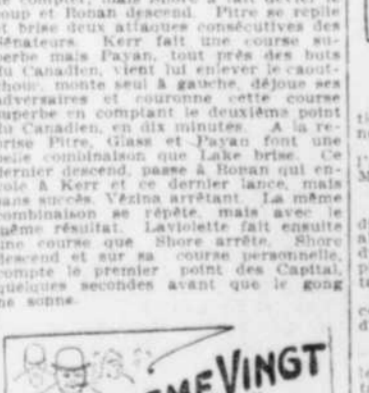 coup et Ronan descend. Pitre se replie
et brise deux attaques consécutives des
Sénateurs. Kerr fait une course su-
perbe mais Payan, tout près des buts
du Canadien, vient lui enlever le caout-
chouc, monte seul à gauche, déjoue ses
adversaires et couronne cette course
superbe en comptant le deuxième point
du Canadien, en dix minutes. A la re-
prise Pitre, Glass et Payan font une
belle combinaison que Lake brise. Ce
dernier descend, passe à Ronan qui en-
voie à Kerr et ce dernier lance, mais
sans succès, Vézina arrêtant. La même
combinaison se répète, mais avec le
même résultat. Laviolette fait ensuite
une course que Shore arrête. Shore
descend et sur sa course personnelle,
compte le premier point des Capital,
quelques secondes avant que le gong
ne sonne.
VINGT